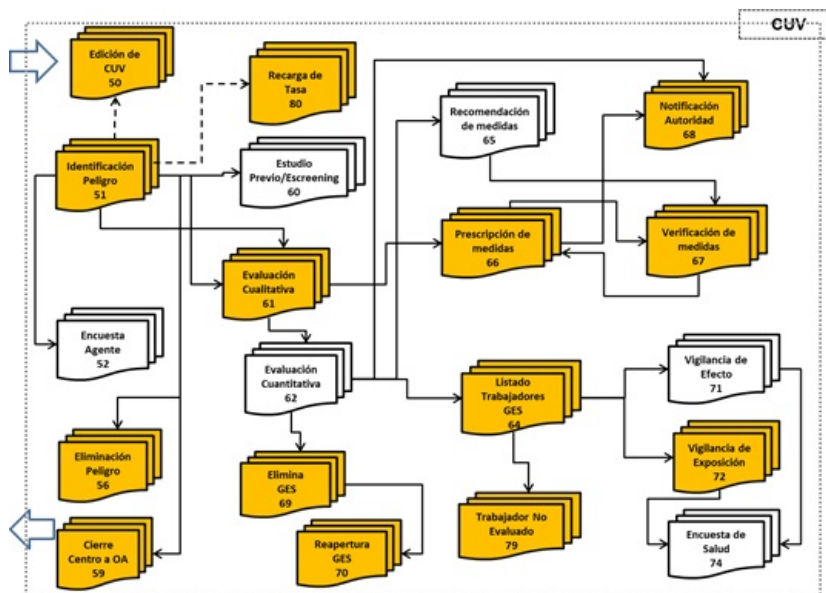 CUV
Edición de
CUV
50
Recarga de
Tasa
80
Recomendación
de medidas
65
Notificación
Autoridad
68
Identificación
Peligro
51
Estudio
Previo/Escreening
60
Prescripción de
medidas
66
Verificación de
medidas
67
Evaluación
Cualitativa
61
Encuesta
Agente
52
Evaluación
Cuantitativa
62
Listado
Trabajadores
GES
64
Vigilancia de
Efecto
71
Eliminación
Peligro
56
Elimina
GES
69
Vigilancia de
Exposición
72
Trabajador No
Evaluado
79
Cierre
Centro a OA
59
Reapertura
GES
70
Encuesta de
Salud
74